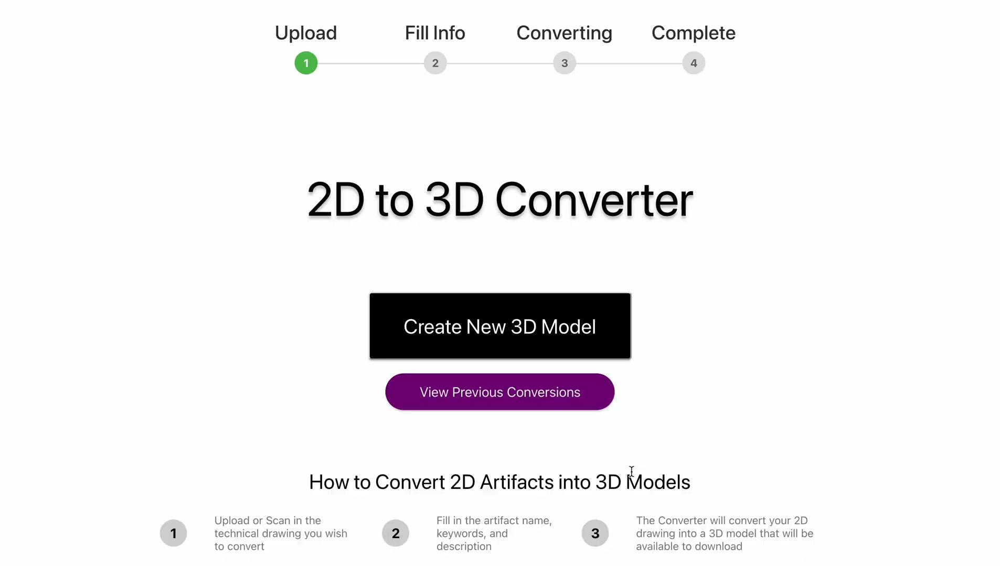 Upload Fill Info Converting Complete
1 2 3 4
2D to 3D Converter
Create New 3D Model
View Previous Conversions
How to Convert 2D Artifacts into 3D Models
1
Upload or Scan in the
technical drawing you wish
to convert
2
Fill in the artifact name,
keywords, and
description
3
The Converter will convert your 2D
drawing into a 3D model that will be
available to download